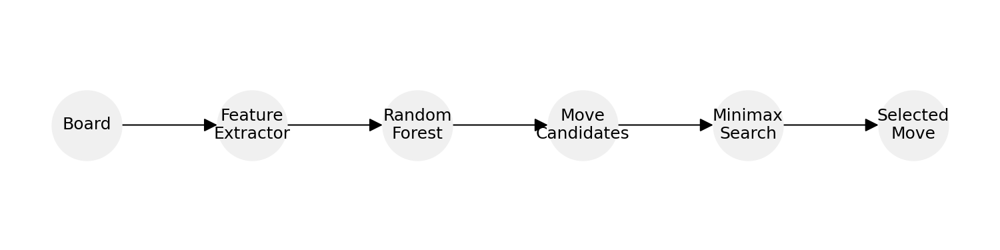 Board
Feature
Extractor
Random
Forest
Move
Candidates
Minimax
Search
Selected
Move